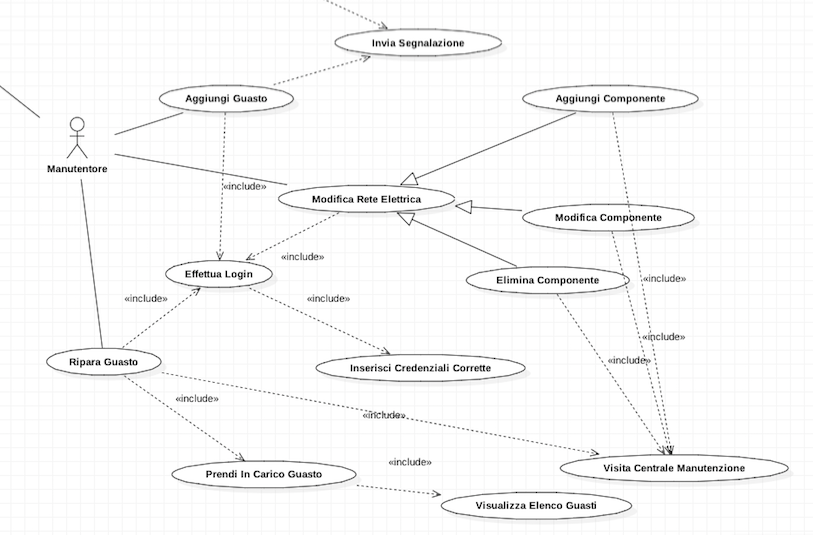 Invia Segnalazione
Aggiungi Guasto
Aggiungi Componente
Manutentore
«include»
Modifica Rete Elettrica
Modifica Componente
«include»
Effettua Login
Elimina Componente
«include»
«include»
«include»
«include»
«include»
Ripara Guasto
Inserisci Credenziali Corrette
«include»
«include»
«include»
Prendi In Carico Guasto
Visita Centrale Manutenzione
Visualizza Elenco Guasti